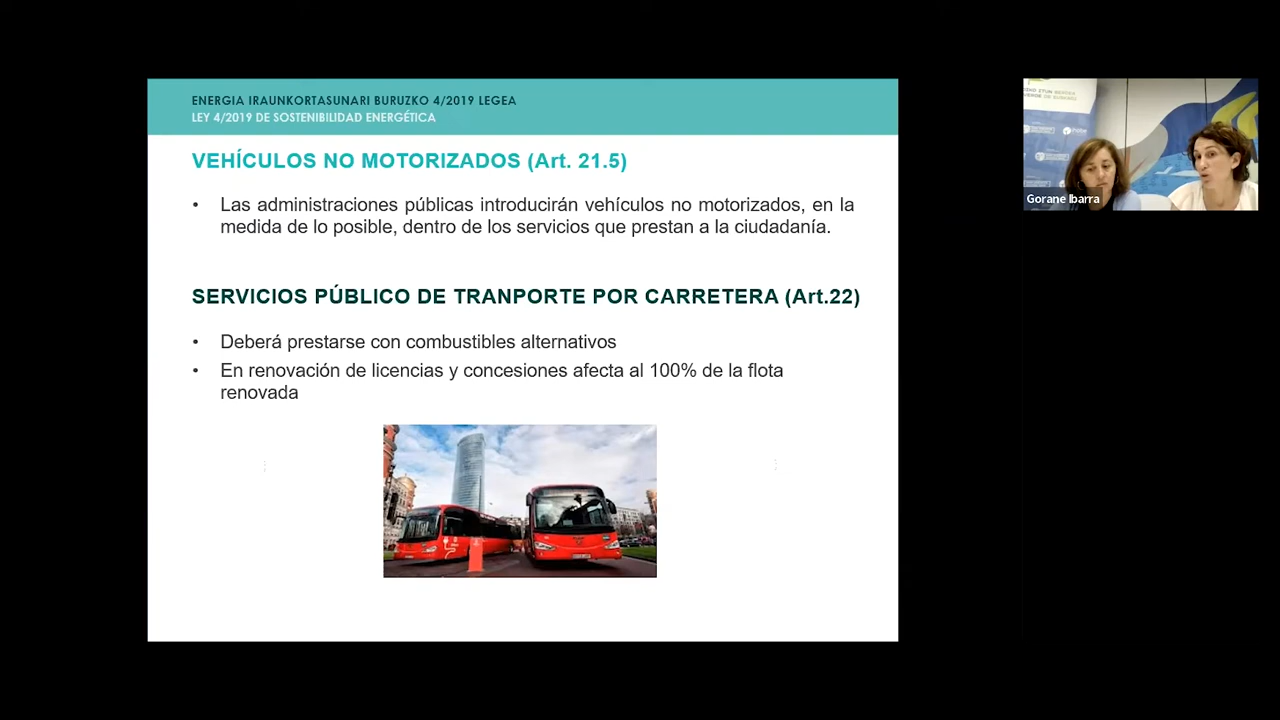 ENERGIA IRAUNKORTASUNARI BURUZKO 4/2019 LEGEA
LEY 4/2019 DE SOSTENIBILIDAD ENERGÉTICA
VEHÍCULOS NO MOTORIZADOS (Art. 21.5)
• Las administraciones públicas introducirán vehículos no motorizados, en la
medida de lo posible, dentro de los servicios que prestan a la ciudadanía.
SERVICIOS PÚBLICO DE TRANPORTE POR CARRETERA (Art.22)
• Deberá prestarse con combustibles alternativos
• En renovación de licencias y concesiones afecta al 100% de la flota
renovada
Gorane Ibarra